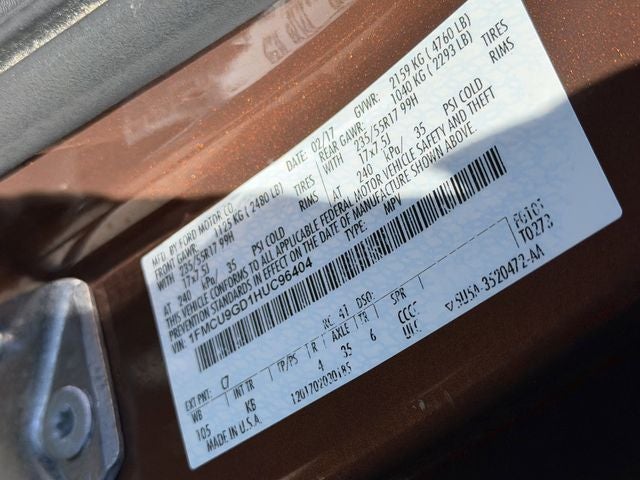 MFD. BY FORD MOTOR CO.
DATE: 02/17 GVWR: 2159 KG ( 4760 LB)
FRONT GAWR: 1125 KG ( 2480 LB) REAR GAWR: 1040 KG ( 2293 LB)
235/55R17 99H TIRES WITH 235/55R17 99H TIRES
17x7.5J RIMS 17x7.5J RIMS
AT 240 kPa/ 35 PSI COLD AT 240 kPa/ 35 PSI COLD
THIS VEHICLE CONFORMS TO ALL APPLICABLE FEDERAL MOTOR VEHICLE SAFETY AND THEFT
PREVENTION STANDARDS IN EFFECT ON THE DATE OF MANUFACTURE SHOWN ABOVE.
VIN: 1FMCU9GD1HUC96404
TYPE: MPV
FG101
T0273
EXT PNT: C7 RC: 47 DSO:
WB INT TR TP/PS R AXLE TR SPR
105 KB 4 35 6 CCCC
MADE IN U.S.A. 120170203018S
5U5A-3520472-AA